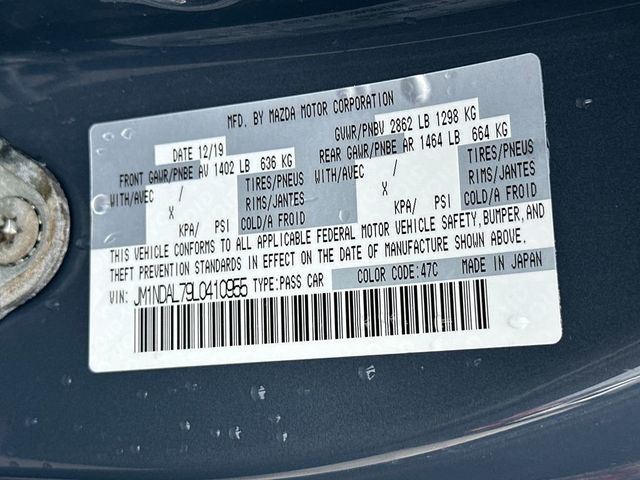 MFD. BY MAZDA MOTOR CORPORATION
DATE 12/19 GVWR/PNBV 2862 LB 1298 KG
FRONT GAWR/PNBE AV 1402 LB 636 KG REAR GAWR/PNBE AR 1464 LB 664 KG
WITH/AVEC / TIRES/PNEUS WITH/AVEC / TIRES/PNEUS
X RIMS/JANTES X RIMS/JANTES
KPA/ PSI COLD/A FROID KPA/ PSI COLD/A FROID
THIS VEHICLE CONFORMS TO ALL APPLICABLE FEDERAL MOTOR VEHICLE SAFETY, BUMPER, AND
THEFT PREVENTION STANDARDS IN EFFECT ON THE DATE OF MANUFACTURE SHOWN ABOVE.
VIN: JM1NDAL79L0410955 TYPE:PASS CAR COLOR CODE:47C MADE IN JAPAN